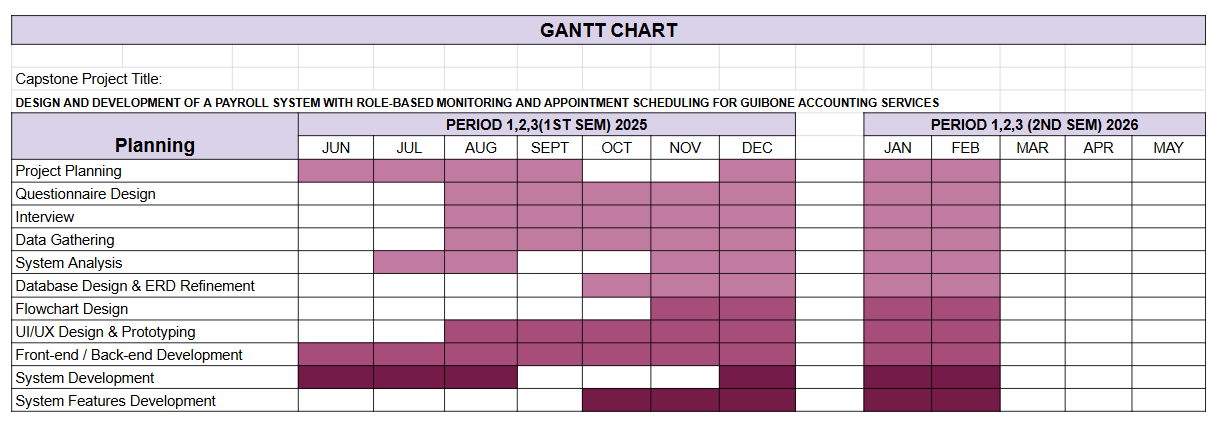 GANTT CHART
Capstone Project Title:
DESIGN AND DEVELOPMENT OF A PAYROLL SYSTEM WITH ROLE-BASED MONITORING AND APPOINTMENT SCHEDULING FOR GUIBONE ACCOUNTING SERVICES
Planning
PERIOD 1,2,3(1ST SEM) 2025
PERIOD 1,2,3 (2ND SEM) 2026
JUN JUL AUG SEPT OCT NOV DEC JAN FEB MAR APR MAY
Project Planning
Questionnaire Design
Interview
Data Gathering
System Analysis
Database Design & ERD Refinement
Flowchart Design
UI/UX Design & Prototyping
Front-end / Back-end Development
System Development
System Features Development